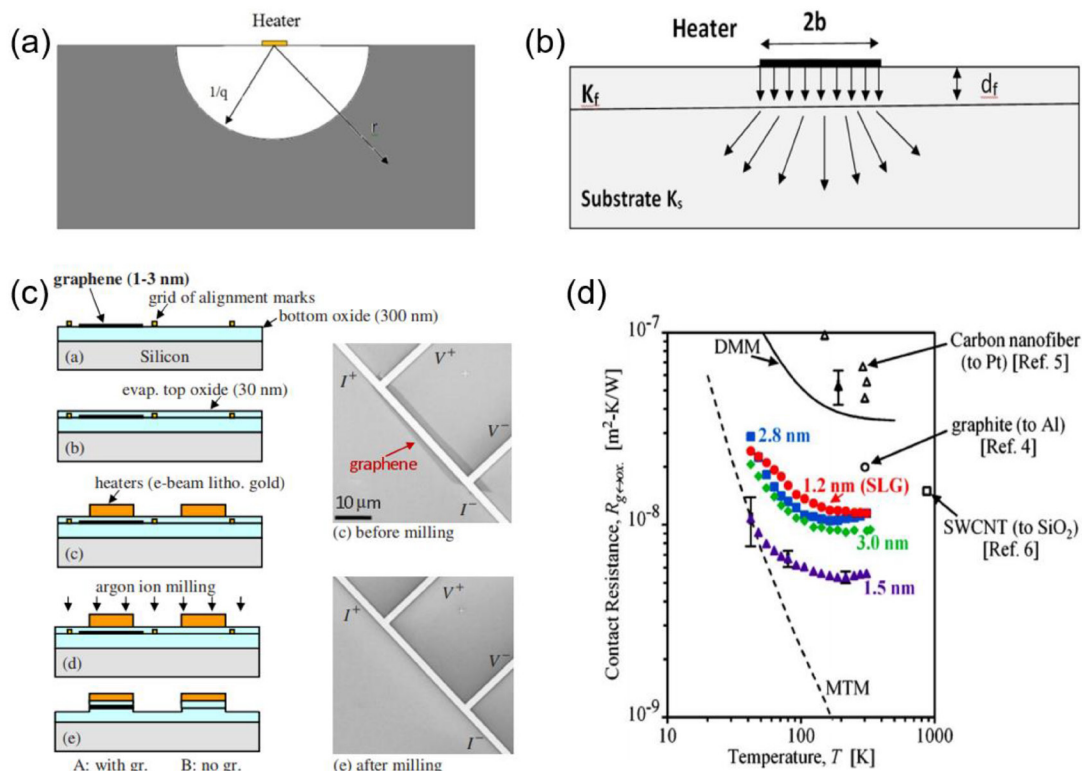 (a)
Heater
1/q
r
(b)
Heater
2b
K_f
d_f
Substrate K_s
(c)
graphene (1-3 nm)
grid of alignment marks
bottom oxide (300 nm)
(a)
Silicon
evap. top oxide (30 nm)
(b)
heaters (e-beam litho. gold)
(c)
argon ion milling
(d)
(e)
A: with gr.
B: no gr.
I⁺
V⁺
V⁻
graphene
10 μm
I⁻
(c) before milling
I⁺
V⁺
V⁻
I⁻
(e) after milling
(d)
10⁻⁷
10⁻⁸
10⁻⁹
Contact Resistance, R_g↔ox. [m²-K/W]
DMM
Carbon nanofiber
(to Pt) [Ref. 5]
graphite (to Al)
[Ref. 4]
2.8 nm
1.2 nm (SLG)
SWCNT (to SiO₂)
[Ref. 6]
3.0 nm
1.5 nm
MTM
10
100
1000
Temperature, T [K]